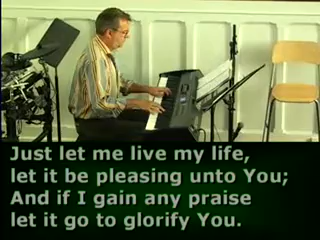 Just let me live my life,
let it be pleasing unto You;
And if I gain any praise
let it go to glorify You.